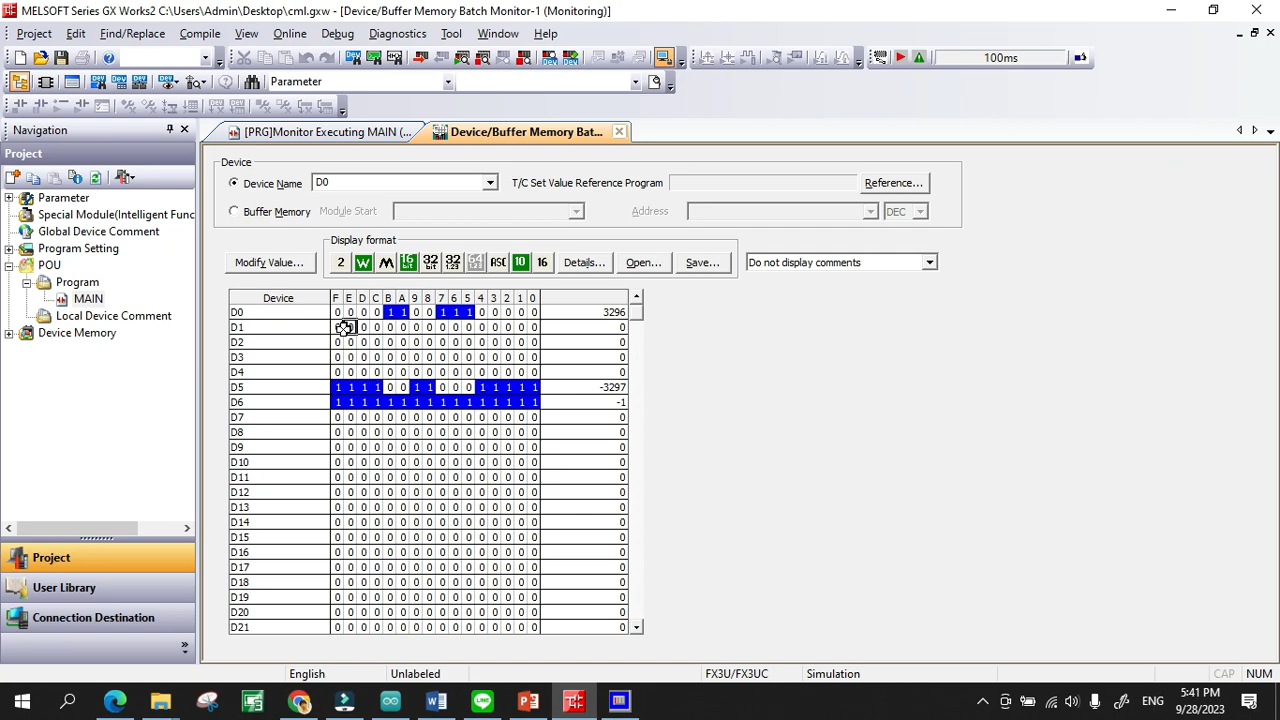 MELSOFT Series GX Works2 C:\Users\Admin\Desktop\cml.gxw - [Device/Buffer Memory Batch Monitor-1 (Monitoring)]
Project Edit Find/Replace Compile View Online Debug Diagnostics Tool Window Help
100ms
Parameter
Navigation
[PRG]Monitor Executing MAIN (... Device/Buffer Memory Bat...
Project
Device
Device Name D0 T/C Set Value Reference Program Reference...
Buffer Memory Module Start Address DEC
Parameter
Special Module(Intelligent Func
Global Device Comment
Program Setting
POU
Program
MAIN
Local Device Comment
Device Memory
Display format
Modify Value... 2 W M 16 bit 32 bit 32 1.23 64 1.23 ASC 10 16 Details... Open... Save... Do not display comments
Device F E D C B A 9 8 7 6 5 4 3 2 1 0
D0 0 0 0 0 1 1 0 0 1 1 1 0 0 0 0 0 3296
D1 0 0 0 0 0 0 0 0 0 0 0 0 0 0 0 0 0
D2 0 0 0 0 0 0 0 0 0 0 0 0 0 0 0 0 0
D3 0 0 0 0 0 0 0 0 0 0 0 0 0 0 0 0 0
D4 0 0 0 0 0 0 0 0 0 0 0 0 0 0 0 0 0
D5 1 1 1 1 0 0 1 1 0 0 0 1 1 1 1 1 -3297
D6 1 1 1 1 1 1 1 1 1 1 1 1 1 1 1 1 -1
D7 0 0 0 0 0 0 0 0 0 0 0 0 0 0 0 0 0
D8 0 0 0 0 0 0 0 0 0 0 0 0 0 0 0 0 0
D9 0 0 0 0 0 0 0 0 0 0 0 0 0 0 0 0 0
D10 0 0 0 0 0 0 0 0 0 0 0 0 0 0 0 0 0
D11 0 0 0 0 0 0 0 0 0 0 0 0 0 0 0 0 0
D12 0 0 0 0 0 0 0 0 0 0 0 0 0 0 0 0 0
D13 0 0 0 0 0 0 0 0 0 0 0 0 0 0 0 0 0
D14 0 0 0 0 0 0 0 0 0 0 0 0 0 0 0 0 0
D15 0 0 0 0 0 0 0 0 0 0 0 0 0 0 0 0 0
D16 0 0 0 0 0 0 0 0 0 0 0 0 0 0 0 0 0
D17 0 0 0 0 0 0 0 0 0 0 0 0 0 0 0 0 0
D18 0 0 0 0 0 0 0 0 0 0 0 0 0 0 0 0 0
D19 0 0 0 0 0 0 0 0 0 0 0 0 0 0 0 0 0
D20 0 0 0 0 0 0 0 0 0 0 0 0 0 0 0 0 0
D21 0 0 0 0 0 0 0 0 0 0 0 0 0 0 0 0 0
Project
User Library
Connection Destination
English Unlabeled FX3U/FX3UC Simulation CAP NUM
ENG 5:41 PM
9/28/2023